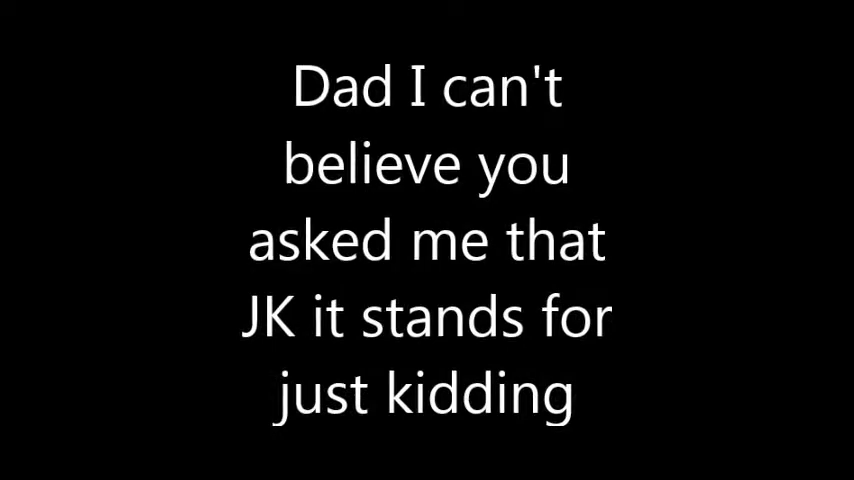 Dad I can't
believe you
asked me that
JK it stands for
just kidding